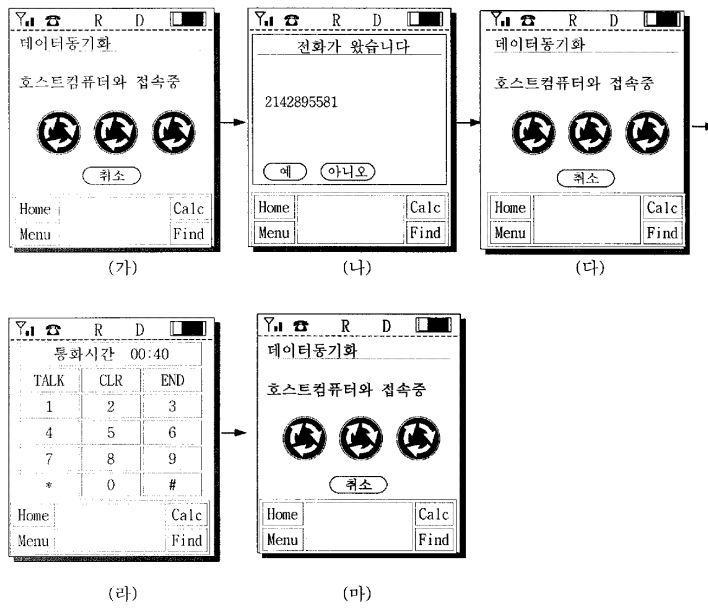 R D
데이터동기화
호스트컴퓨터와 접속중
취소
Home Calc
Menu Find
(가)
R D
전화가 왔습니다
2142895581
예 아니오
Home Calc
Menu Find
(나)
R D
데이터동기화
호스트컴퓨터와 접속중
취소
Home Calc
Menu Find
(다)
R D
통화시간 00:40
TALK CLR END
1 2 3
4 5 6
7 8 9
* 0 #
Home Calc
Menu Find
(라)
R D
데이터동기화
호스트컴퓨터와 접속중
취소
Home Calc
Menu Find
(마)